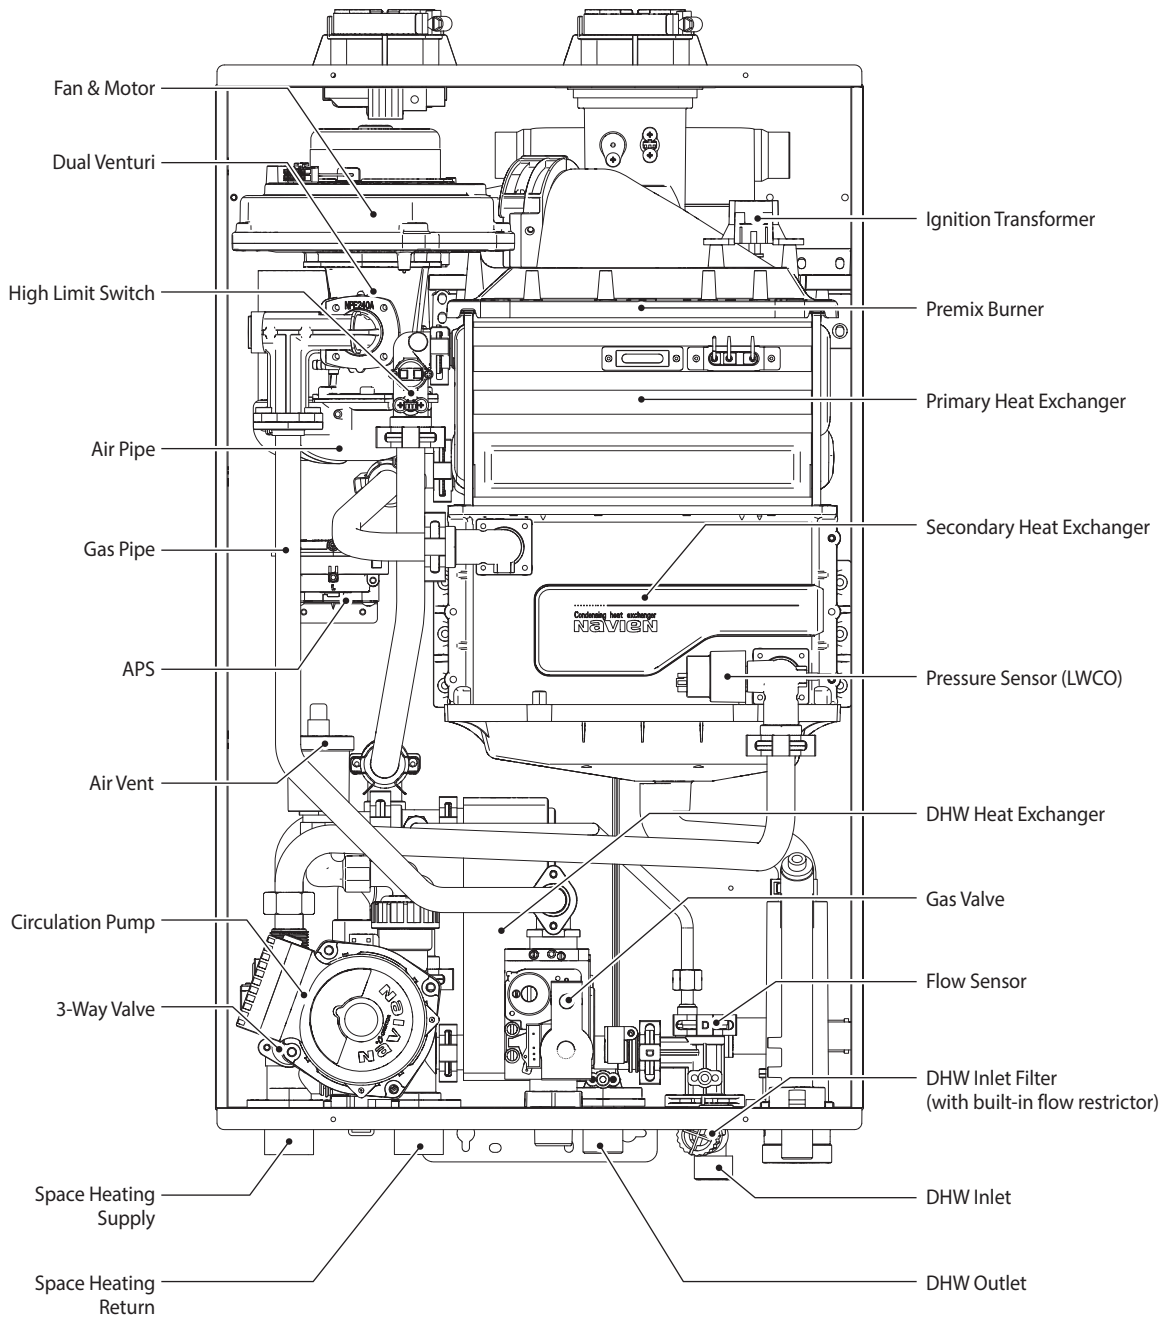 Fan & Motor
Dual Venturi
High Limit Switch
Air Pipe
Gas Pipe
APS
Air Vent
Circulation Pump
3-Way Valve
Space Heating
Supply
Space Heating
Return
NPE240A
Condensing heat exchanger
NAVIEN
NAVIEN
Ignition Transformer
Premix Burner
Primary Heat Exchanger
Secondary Heat Exchanger
Pressure Sensor (LWCO)
DHW Heat Exchanger
Gas Valve
Flow Sensor
DHW Inlet Filter
(with built-in flow restrictor)
DHW Inlet
DHW Outlet